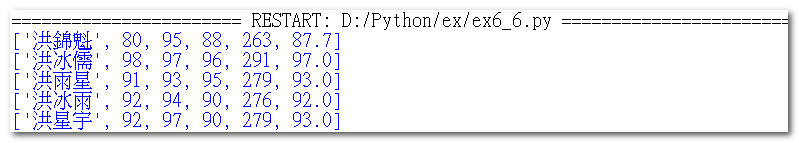 ======================= RESTART: D:/Python/ex/ex6_6.py =======================
['洪錦魁', 80, 95, 88, 263, 87.7]
['洪冰儒', 98, 97, 96, 291, 97.0]
['洪雨星', 91, 93, 95, 279, 93.0]
['洪冰雨', 92, 94, 90, 276, 92.0]
['洪星宇', 92, 97, 90, 279, 93.0]